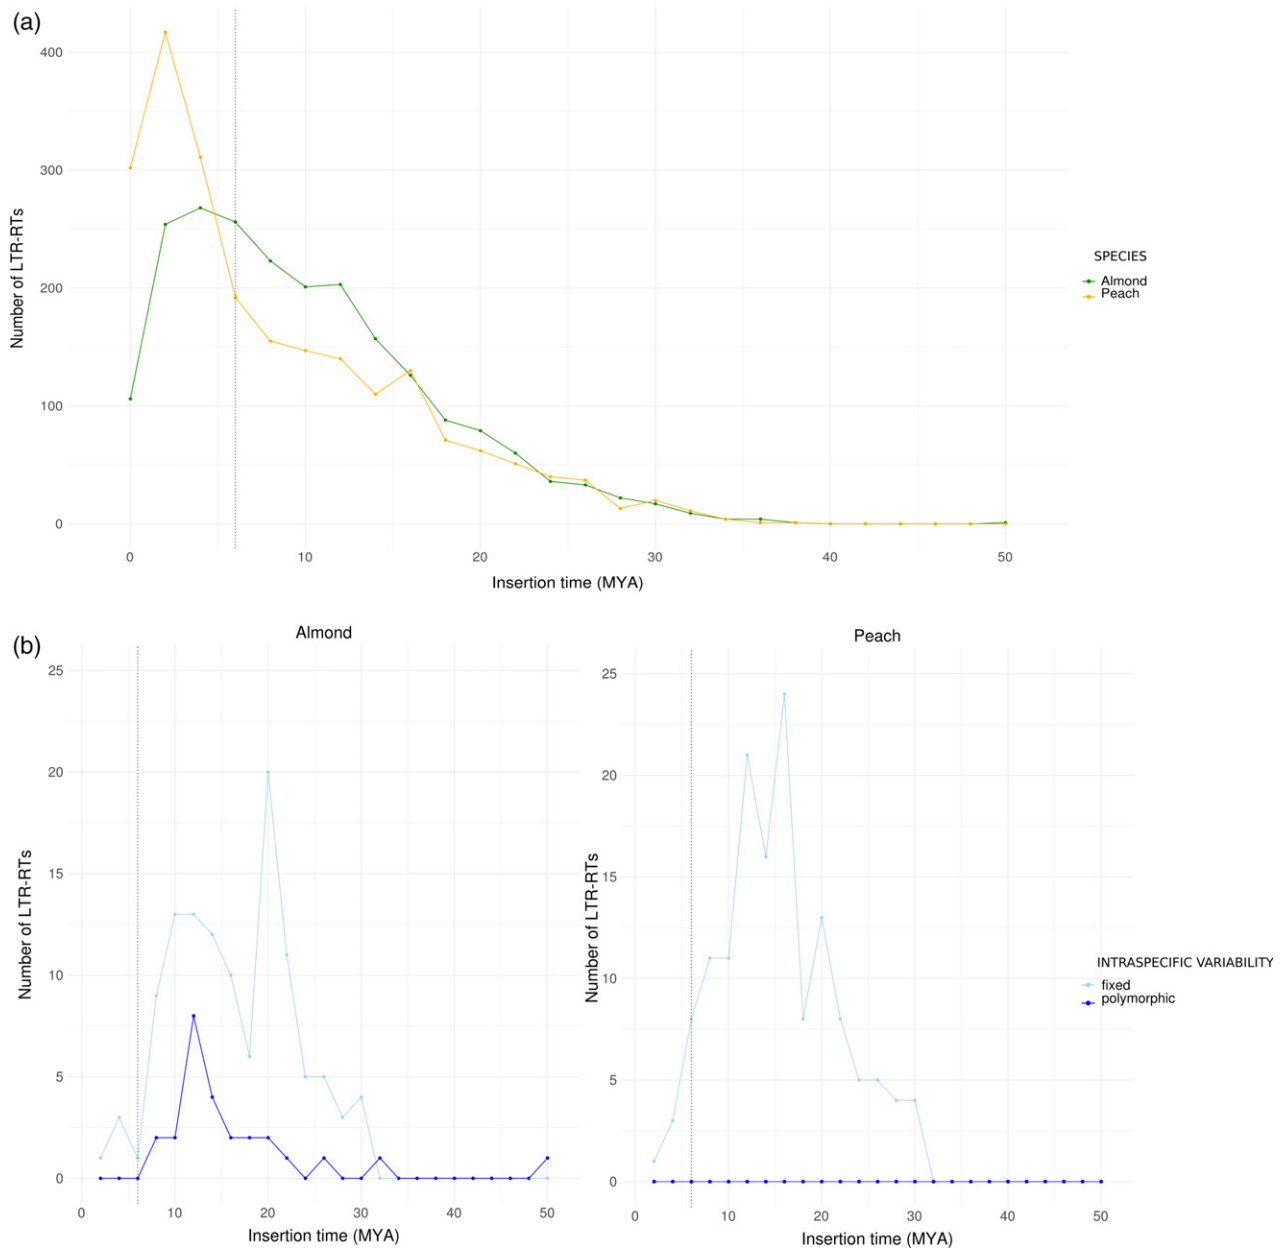 (a)
400
300
200
100
0
Number of LTR-RTs
0 10 20 30 40 50
Insertion time (MYA)
SPECIES
Almond
Peach
(b)
Almond
25
20
15
10
5
0
Number of LTR-RTs
0 10 20 30 40 50
Insertion time (MYA)
Peach
25
20
15
10
5
0
Number of LTR-RTs
0 10 20 30 40 50
Insertion time (MYA)
INTRASPECIFIC VARIABILITY
fixed
polymorphic